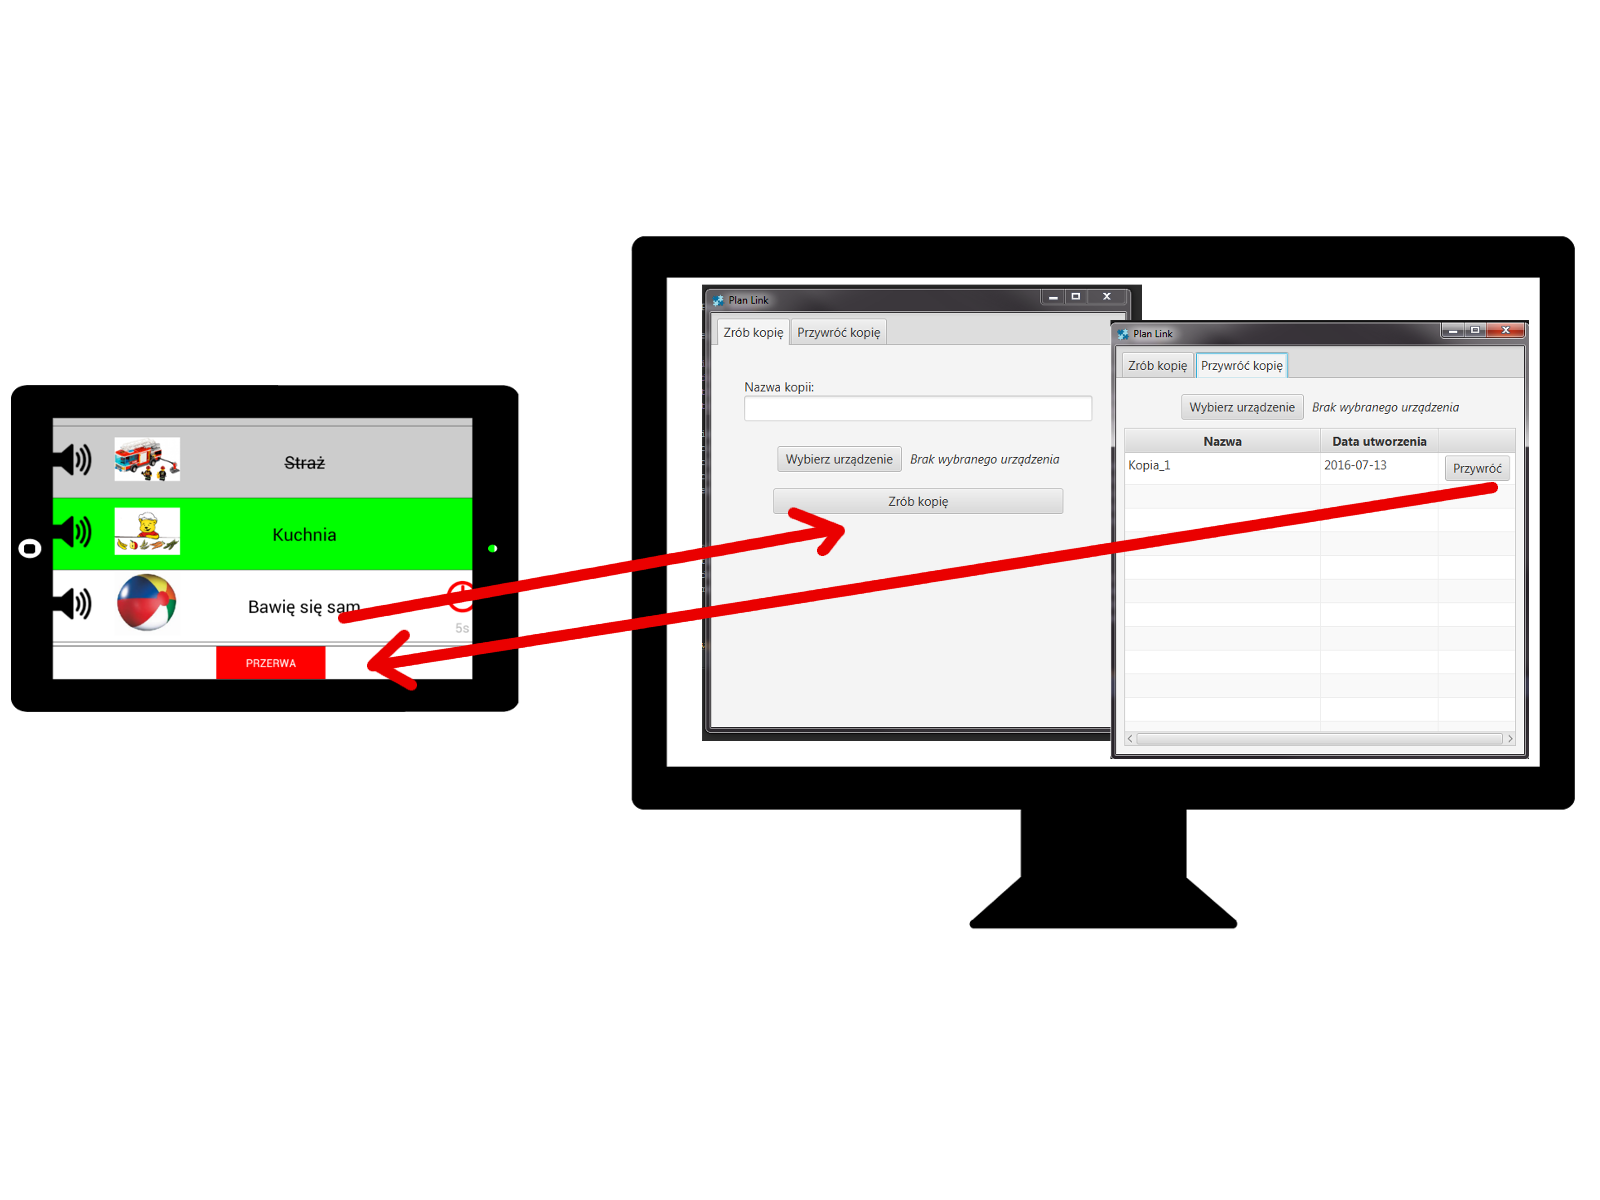 Straż
Kuchnia
Bawię się sam
5s
PRZERWA
Plan Link
Zrób kopię
Przywróć kopię
Nazwa kopii:
Wybierz urządzenie
Brak wybranego urządzenia
Zrób kopię
Plan Link
Zrób kopię
Przywróć kopię
Wybierz urządzenie
Brak wybranego urządzenia
Nazwa
Data utworzenia
Kopia_1
2016-07-13
Przywróć